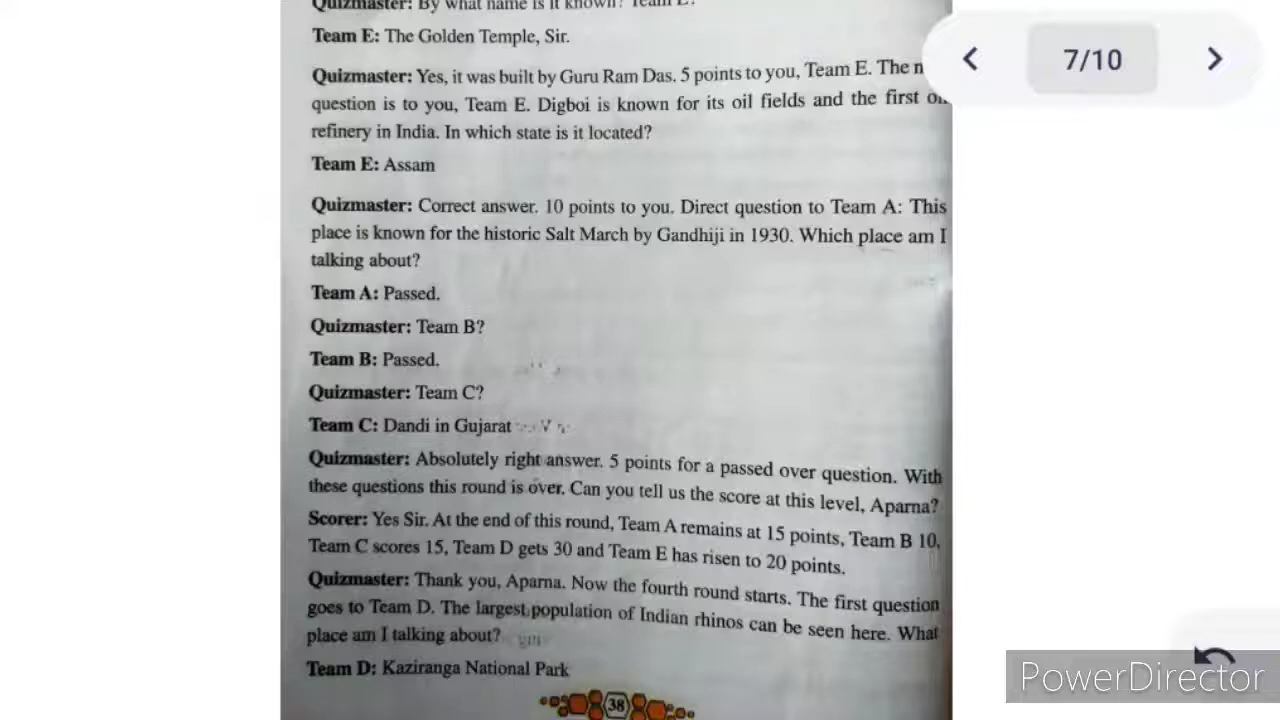 Quizmaster: By what name is it known? Team E?
Team E: The Golden Temple, Sir.
Quizmaster: Yes, it was built by Guru Ram Das. 5 points to you, Team E. The
question is to you, Team E. Digboi is known for its oil fields and the first
refinery in India. In which state is it located?
Team E: Assam
Quizmaster: Correct answer. 10 points to you. Direct question to Team A: This
place is known for the historic Salt March by Gandhiji in 1930. Which place am I
talking about?
Team A: Passed.
Quizmaster: Team B?
Team B: Passed.
Quizmaster: Team C?
Team C: Dandi in Gujarat
Quizmaster: Absolutely right answer. 5 points for a passed over question. With
these questions this round is over. Can you tell us the score at this level, Aparna?
Scorer: Yes Sir. At the end of this round, Team A remains at 15 points, Team B 10,
Team C scores 15, Team D gets 30 and Team E has risen to 20 points.
Quizmaster: Thank you, Aparna. Now the fourth round starts. The first question
goes to Team D. The largest population of Indian rhinos can be seen here. What
place am I talking about?
Team D: Kaziranga National Park
38
7/10
PowerDirector